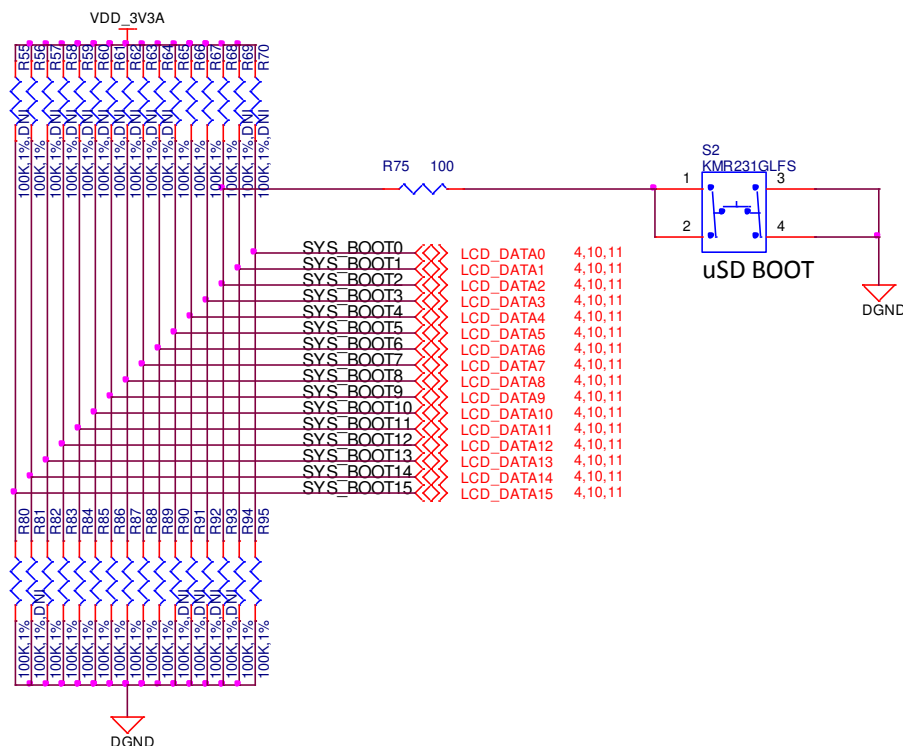 VDD_3V3A
R55
R56
R57
R58
R59
R60
R61
R62
R63
R64
R65
R66
R67
R68
R69
R70
100K,1%,DNI
100K,1%
100K,1%,DNI
100K,1%,DNI
100K,1%,DNI
100K,1%,DNI
100K,1%,DNI
100K,1%,DNI
100K,1%,DNI
100K,1%,DNI
100K,1%
100K,1%
100K,1%
100K,1%
100K,1%,DNI
100K,1%,DNI
R75 100
S2
KMR231GLFS
1 3
2 4
uSD BOOT
DGND
SYS_BOOT0 LCD_DATA0 4,10,11
SYS_BOOT1 LCD_DATA1 4,10,11
SYS_BOOT2 LCD_DATA2 4,10,11
SYS_BOOT3 LCD_DATA3 4,10,11
SYS_BOOT4 LCD_DATA4 4,10,11
SYS_BOOT5 LCD_DATA5 4,10,11
SYS_BOOT6 LCD_DATA6 4,10,11
SYS_BOOT7 LCD_DATA7 4,10,11
SYS_BOOT8 LCD_DATA8 4,10,11
SYS_BOOT9 LCD_DATA9 4,10,11
SYS_BOOT10 LCD_DATA10 4,10,11
SYS_BOOT11 LCD_DATA11 4,10,11
SYS_BOOT12 LCD_DATA12 4,10,11
SYS_BOOT13 LCD_DATA13 4,10,11
SYS_BOOT14 LCD_DATA14 4,10,11
SYS_BOOT15 LCD_DATA15 4,10,11
R80
R81
R82
R83
R84
R85
R86
R87
R88
R89
R90
R91
R92
R93
R94
R95
100K,1%
100K,1%,DNI
100K,1%
100K,1%
100K,1%
100K,1%
100K,1%
100K,1%
100K,1%
100K,1%
100K,1%,DNI
100K,1%,DNI
100K,1%,DNI
100K,1%,DNI
100K,1%
100K,1%
DGND